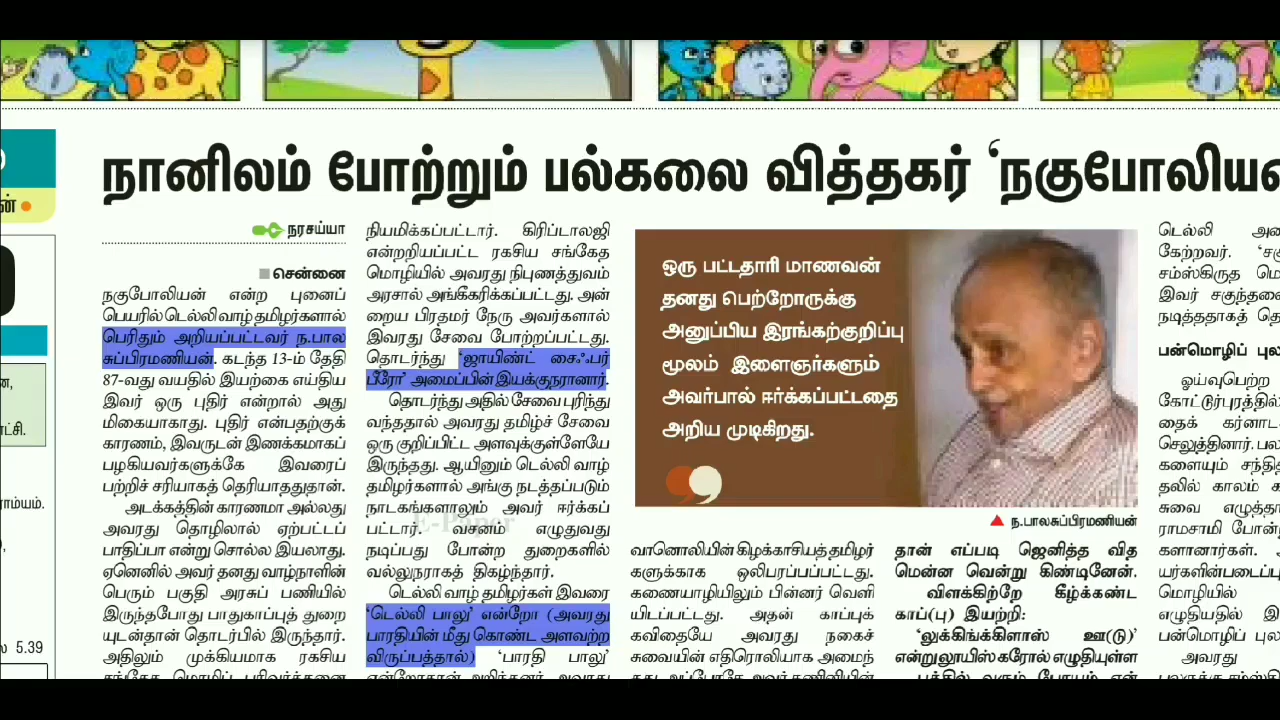 நானிலம் போற்றும் பல்கலை வித்தகர் ‘நகுபோலியன்
ன்
நரசய்யா
சென்னை
நகுபோலியன் என்ற புனைப்
பெயரில் டெல்லி வாழ் தமிழர்களால்
பெரிதும் அறியப்பட்டவர் ந.பால
சுப்பிரமணியன். கடந்த 13-ம் தேதி
87-வது வயதில் இயற்கை எய்திய
இவர் ஒரு புதிர் என்றால் அது
மிகையாகாது. புதிர் என்பதற்குக்
காரணம், இவருடன் இணக்கமாகப்
பழகியவர்களுக்கே இவரைப்
பற்றிச் சரியாகத் தெரியாததுதான்.
அடக்கத்தின் காரணமா அல்லது
அவரது தொழிலால் ஏற்பட்டப்
பாதிப்பா என்று சொல்ல இயலாது.
ஏனெனில் அவர் தனது வாழ்நாளின்
பெரும் பகுதி அரசுப் பணியில்
இருந்தபோது பாதுகாப்புத் துறை
யுடன்தான் தொடர்பில் இருந்தார்.
அதிலும் முக்கியமாக ரகசிய
சங்கேத மொழிப் பரிவர்த்தனை
நியமிக்கப்பட்டார். கிரிப்டாலஜி
என்றறியப்பட்ட ரகசிய சங்கேத
மொழியில் அவரது நிபுணத்துவம்
அரசால் அங்கீகரிக்கப்பட்டது. அன்
றைய பிரதமர் நேரு அவர்களால்
இவரது சேவை போற்றப்பட்டது.
தொடர்ந்து ‘ஜாயிண்ட் சைஃபர்
பீரோ’ அமைப்பின் இயக்குநரானார்.
தொடர்ந்து அதில் சேவை புரிந்து
வந்ததால் அவரது தமிழ்ச் சேவை
ஒரு குறிப்பிட்ட அளவுக்குள்ளேயே
இருந்தது. ஆயினும் டெல்லி வாழ்
தமிழர்களால் அங்கு நடத்தப்படும்
நாடகங்களாலும் அவர் ஈர்க்கப்
பட்டார். வசனம் எழுதுவது
நடிப்பது போன்ற துறைகளில்
வல்லுநராகத் திகழ்ந்தார்.
டெல்லி வாழ் தமிழர்கள் இவரை
‘டெல்லி பாலு’ என்றோ (அவரது
பாரதியின் மீது கொண்ட அளவற்ற
விருப்பத்தால்) ‘பாரதி பாலு’
E-Paper
ஒரு பட்டதாரி மாணவன்
தனது பெற்றோருக்கு
அனுப்பிய இரங்கற்குறிப்பு
மூலம் இளைஞர்களும்
அவர்பால் ஈர்க்கப்பட்டதை
அறிய முடிகிறது.
ந.பாலசுப்பிரமணியன்
வானொலியின் கிழக்காசியத் தமிழர்
களுக்காக ஒலிபரப்பப்பட்டது.
கணையாழியிலும் பின்னர் வெளி
யிடப்பட்டது. அதன் காப்புக்
கவிதையே அவரது நகைச்
சுவையின் எதிரொலியாக அமைந்
தான் எப்படி ஜெனித்த வித
மென்ன வென்று கிண்டினேன்.
விளக்கிற்றே கீழ்க்கண்ட
காப்(பு) இயற்றி:
‘லுக்கிங்க்கிளாஸ் ஊ(டு)’
என்று லூயிஸ் கரோல் எழுதியுள்ள
டெல்லி
கேற்றவர்.
சம்ஸ்கிருத
இவர் சகுந்தலை
நடித்ததாகத்
பன்மொழிப்
ஓய்வுபெற்ற
கோட்டூர்புரத்தில்
தைக் கர்னாட
செலுத்தினார். பல
களையும் சந்தித்
தலில் காலம்
சுவை எழுத்தா
ராமசாமி போன்
களானார்கள்.
யர்களின் படைப்பு
மொழியில்
எழுதியதில்
பன்மொழிப்
அவரது
5.39